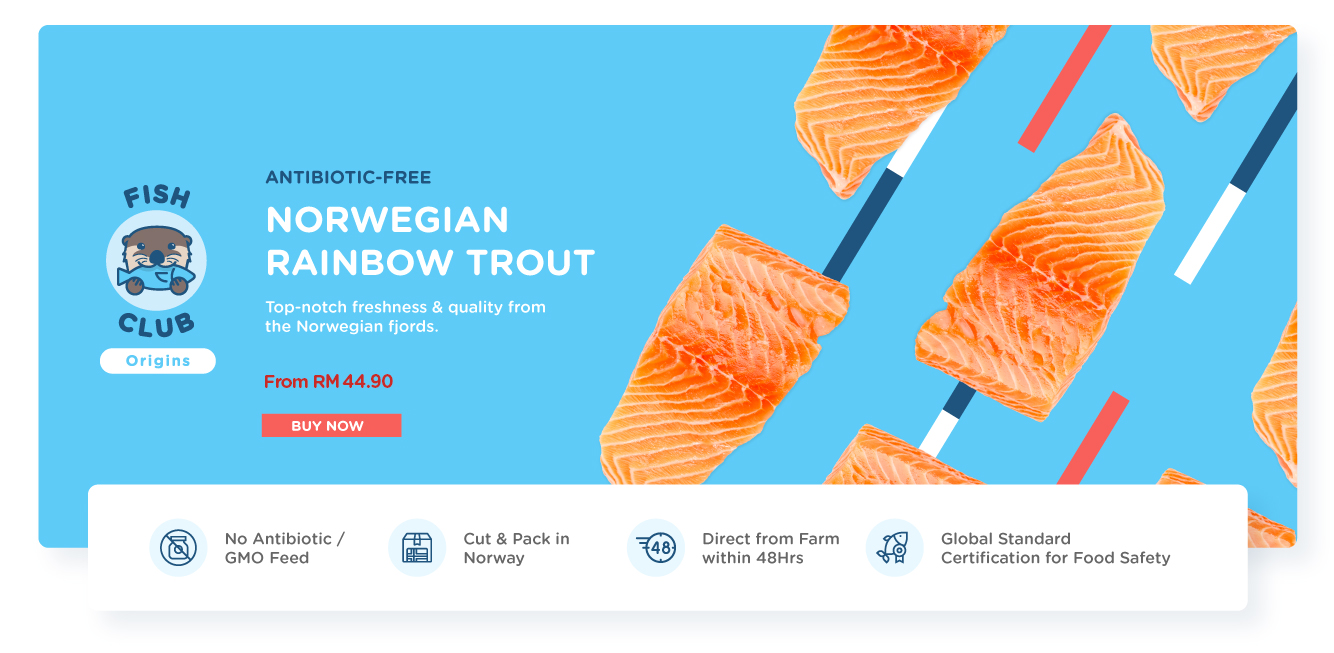 FISH
CLUB
Origins
ANTIBIOTIC-FREE
NORWEGIAN
RAINBOW TROUT
Top-notch freshness & quality from
the Norwegian fjords.
From RM 44.90
BUY NOW
No Antibiotic /
GMO Feed
Cut & Pack in
Norway
48
Direct from Farm
within 48Hrs
Global Standard
Certification for Food Safety